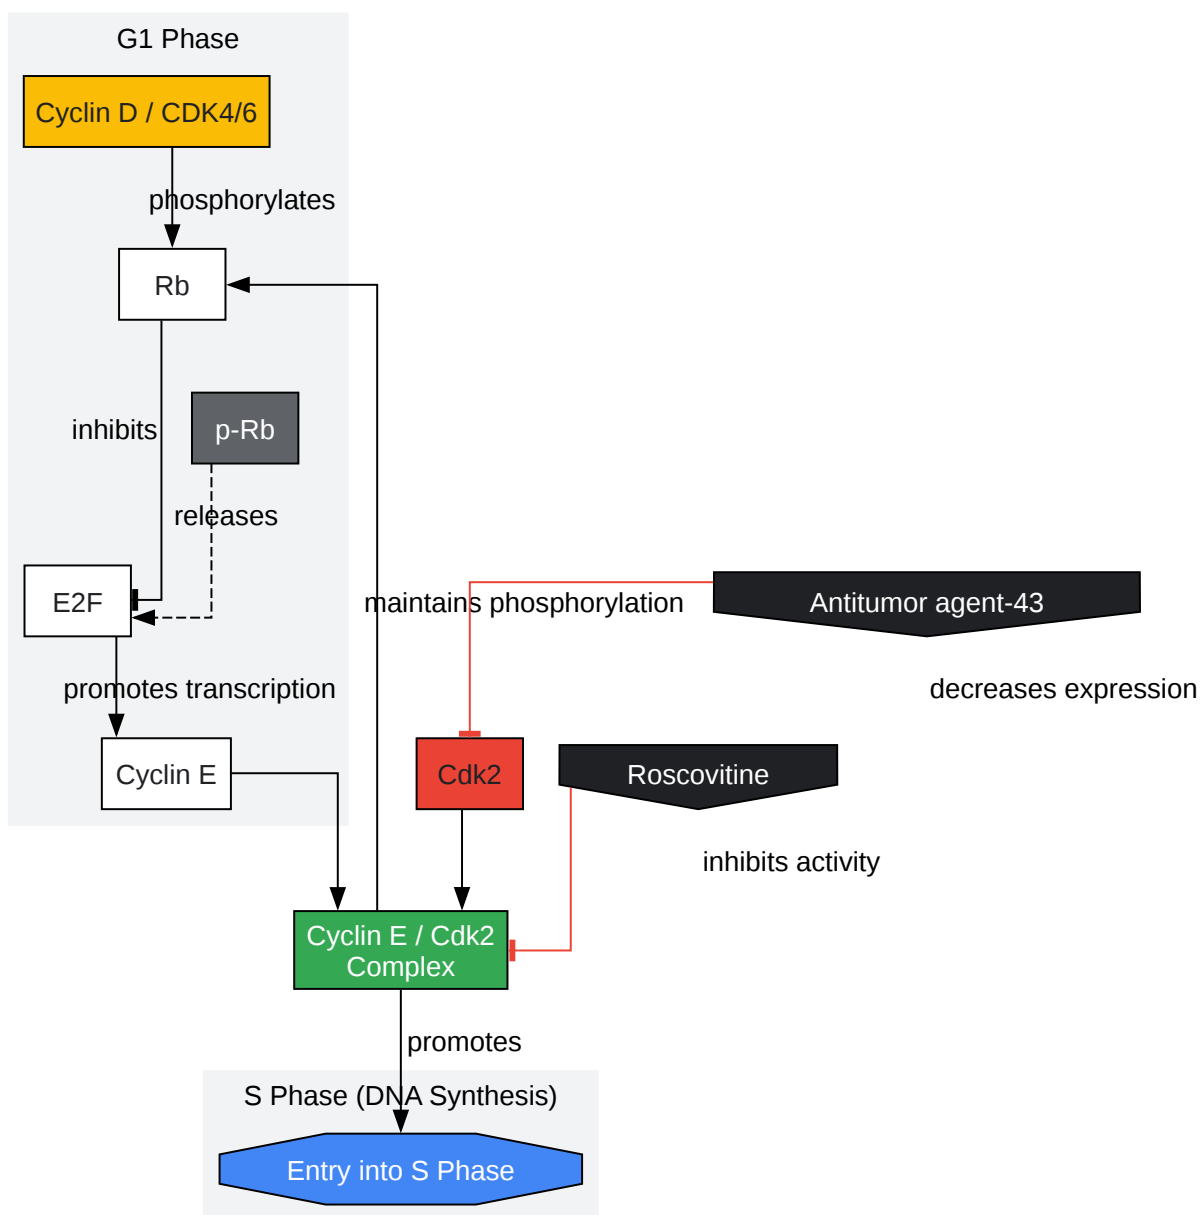 G1 Phase
Cyclin D / CDK4/6
phosphorylates
Rb
inhibits
p-Rb
releases
E2F
maintains phosphorylation
Antitumor agent-43
promotes transcription
decreases expression
Cyclin E
Cdk2
Roscovitine
inhibits activity
Cyclin E / Cdk2
Complex
promotes
S Phase (DNA Synthesis)
Entry into S Phase